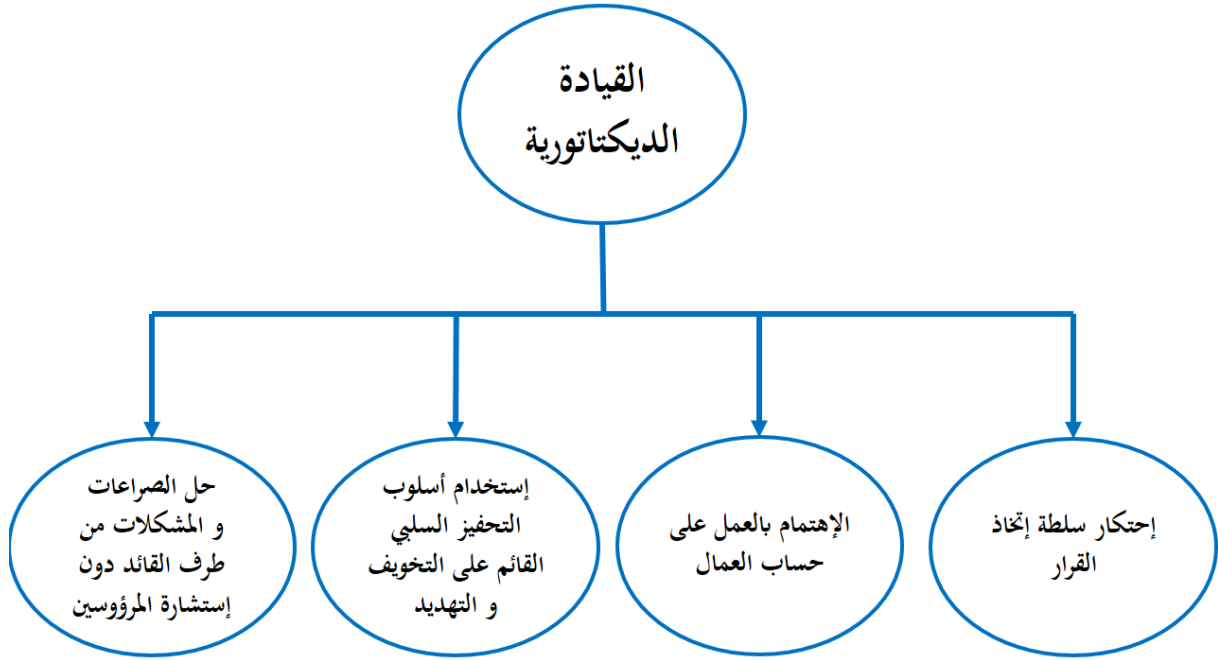 القيادة
الديكتاتورية
إحتكار سلطة إتخاذ
القرار
الإهتمام بالعمل على
حساب العمال
إستخدام أسلوب
التحفيز السلبي
القائم على التخويف
و التهديد
حل الصراعات
و المشكلات من
طرف القائد دون
إستشارة المرؤوسين